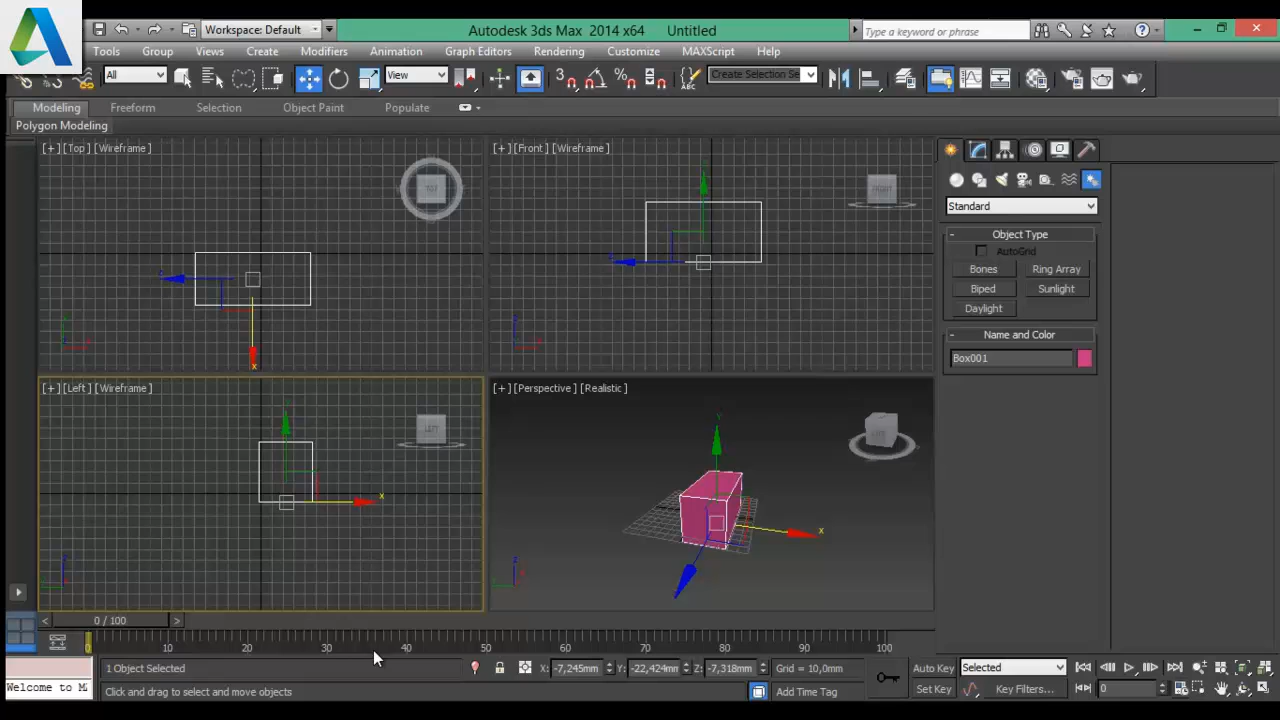 Workspace: Default
Autodesk 3ds Max 2014 x64 Untitled
Type a keyword or phrase
Tools Group Views Create Modifiers Animation Graph Editors Rendering Customize MAXScript Help
All View Create Selection Se
Modeling Freeform Selection Object Paint Populate
Polygon Modeling
[+][Top][Wireframe]
TOP
[+][Front][Wireframe]
FRONT
Standard
- Object Type
AutoGrid
Bones Ring Array
Biped Sunlight
Daylight
- Name and Color
Box001
[+][Left][Wireframe]
LEFT
[+][Perspective][Realistic]
< 0 / 100 >
0 10 20 30 40 50 60 70 80 90 100
1 Object Selected X: -7,245mm Y: -22,424mm Z: -7,318mm Grid = 10,0mm Auto Key Selected
Welcome to M Click and drag to select and move objects Add Time Tag Set Key Key Filters... 0